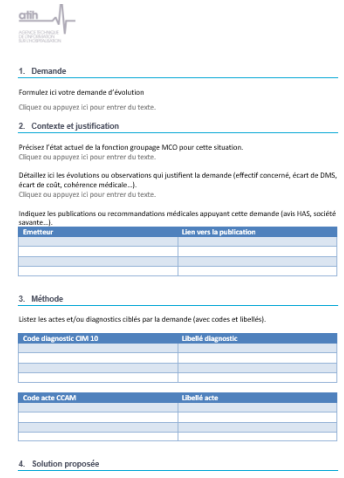 atih
AGENCE TECHNIQUE
DE L'INFORMATION
SUR L'HOSPITALISATION
1. Demande
Formulez ici votre demande d'évolution
Cliquez ou appuyez ici pour entrer du texte.
2. Contexte et justification
Précisez l'état actuel de la fonction groupage MCO pour cette situation.
Cliquez ou appuyez ici pour entrer du texte.
Détaillez ici les évolutions ou observations qui justifient la demande (effectif concerné, écart de DMS,
écart de coût, cohérence médicale…).
Cliquez ou appuyez ici pour entrer du texte.
Indiquez les publications ou recommandations médicales appuyant cette demande (avis HAS, société
savante…).
Emetteur Lien vers la publication
3. Méthode
Listez les actes et/ou diagnostics ciblés par la demande (avec codes et libellés).
Code diagnostic CIM 10 Libellé diagnostic
Code acte CCAM Libellé acte
4. Solution proposée